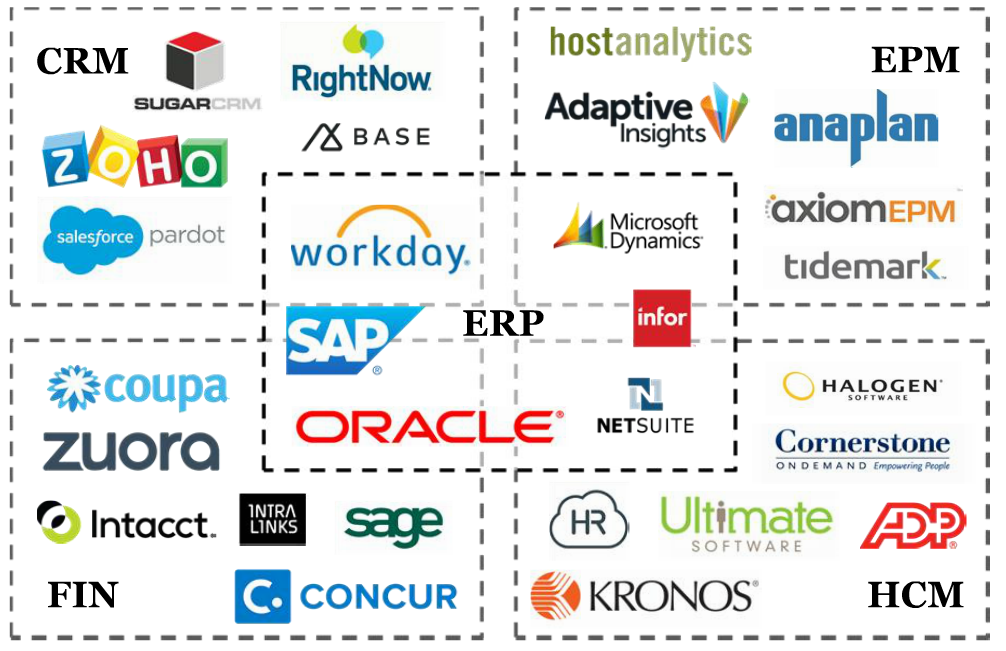 CRM
SUGARCRM
RightNow
ZOHO
BASE
salesforce pardot
hostanalytics
EPM
Adaptive
Insights
anaplan
axiomEPM
tidemark
workday
Microsoft
Dynamics
SAP
ERP
infor
ORACLE
NETSUITE
coupa
zuora
Intacct
INTRA
LINKS
sage
FIN
CONCUR
HALOGEN
SOFTWARE
Cornerstone
ONDEMAND Empowering People
HR
Ultimate
SOFTWARE
ADP
KRONOS
HCM